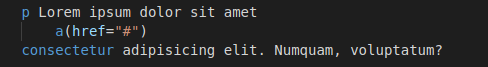 p Lorem ipsum dolor sit amet
    a(href="#")
consectetur adipisicing elit. Numquam, voluptatum?